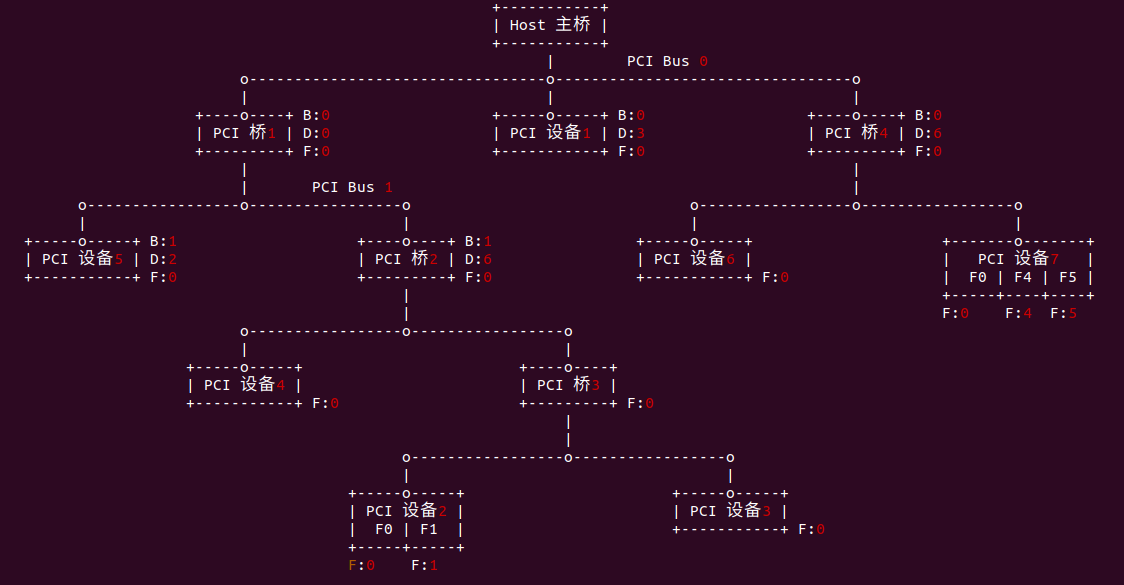 Host 主桥
PCI Bus 0
B:0
PCI 桥1 D:0
F:0
B:0
PCI 设备1 D:3
F:0
B:0
PCI 桥4 D:6
F:0
PCI Bus 1
B:1
PCI 设备5 D:2
F:0
B:1
PCI 桥2 D:6
F:0
PCI 设备6
F:0
PCI 设备7
F0 | F4 | F5
F:0 F:4 F:5
PCI 设备4
F:0
PCI 桥3
F:0
PCI 设备2
F0 | F1
F:0 F:1
PCI 设备3
F:0